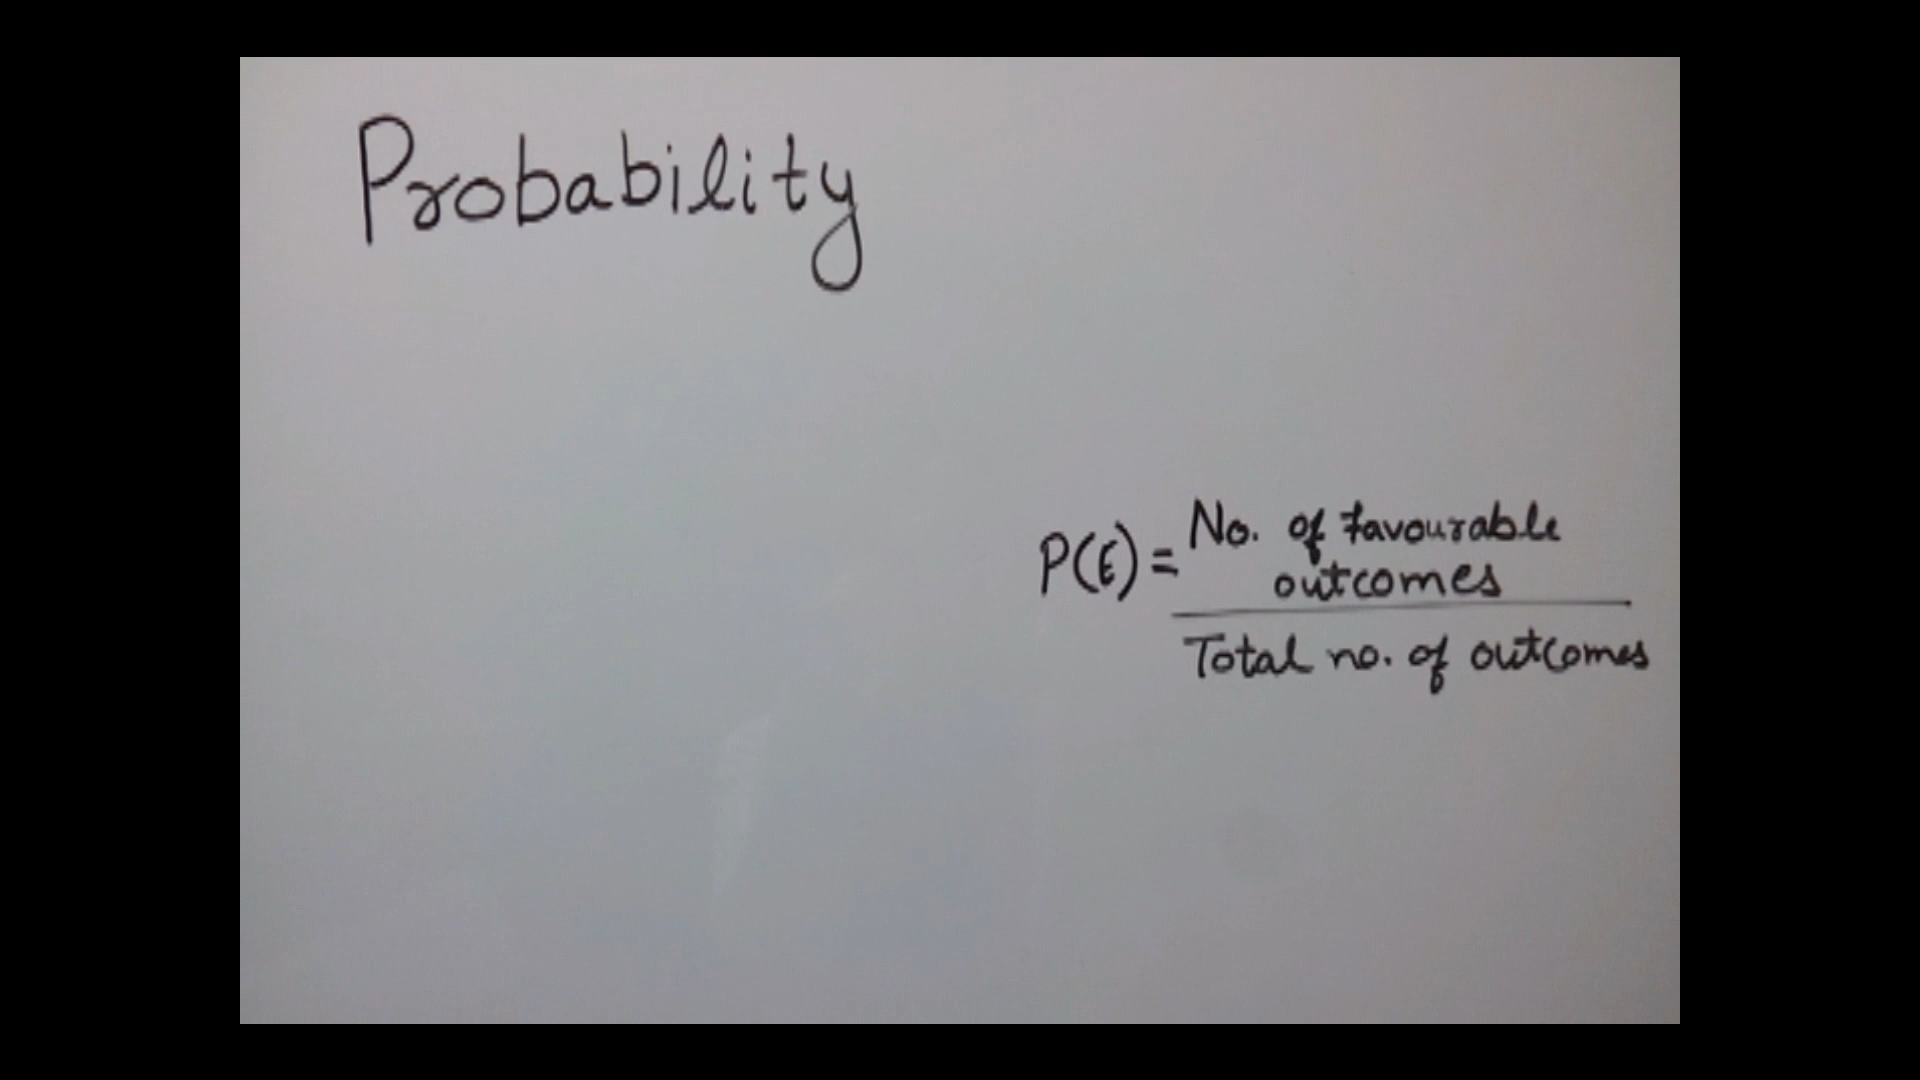 Probability
P(E) = No. of favourable
outcomes
Total no. of outcomes